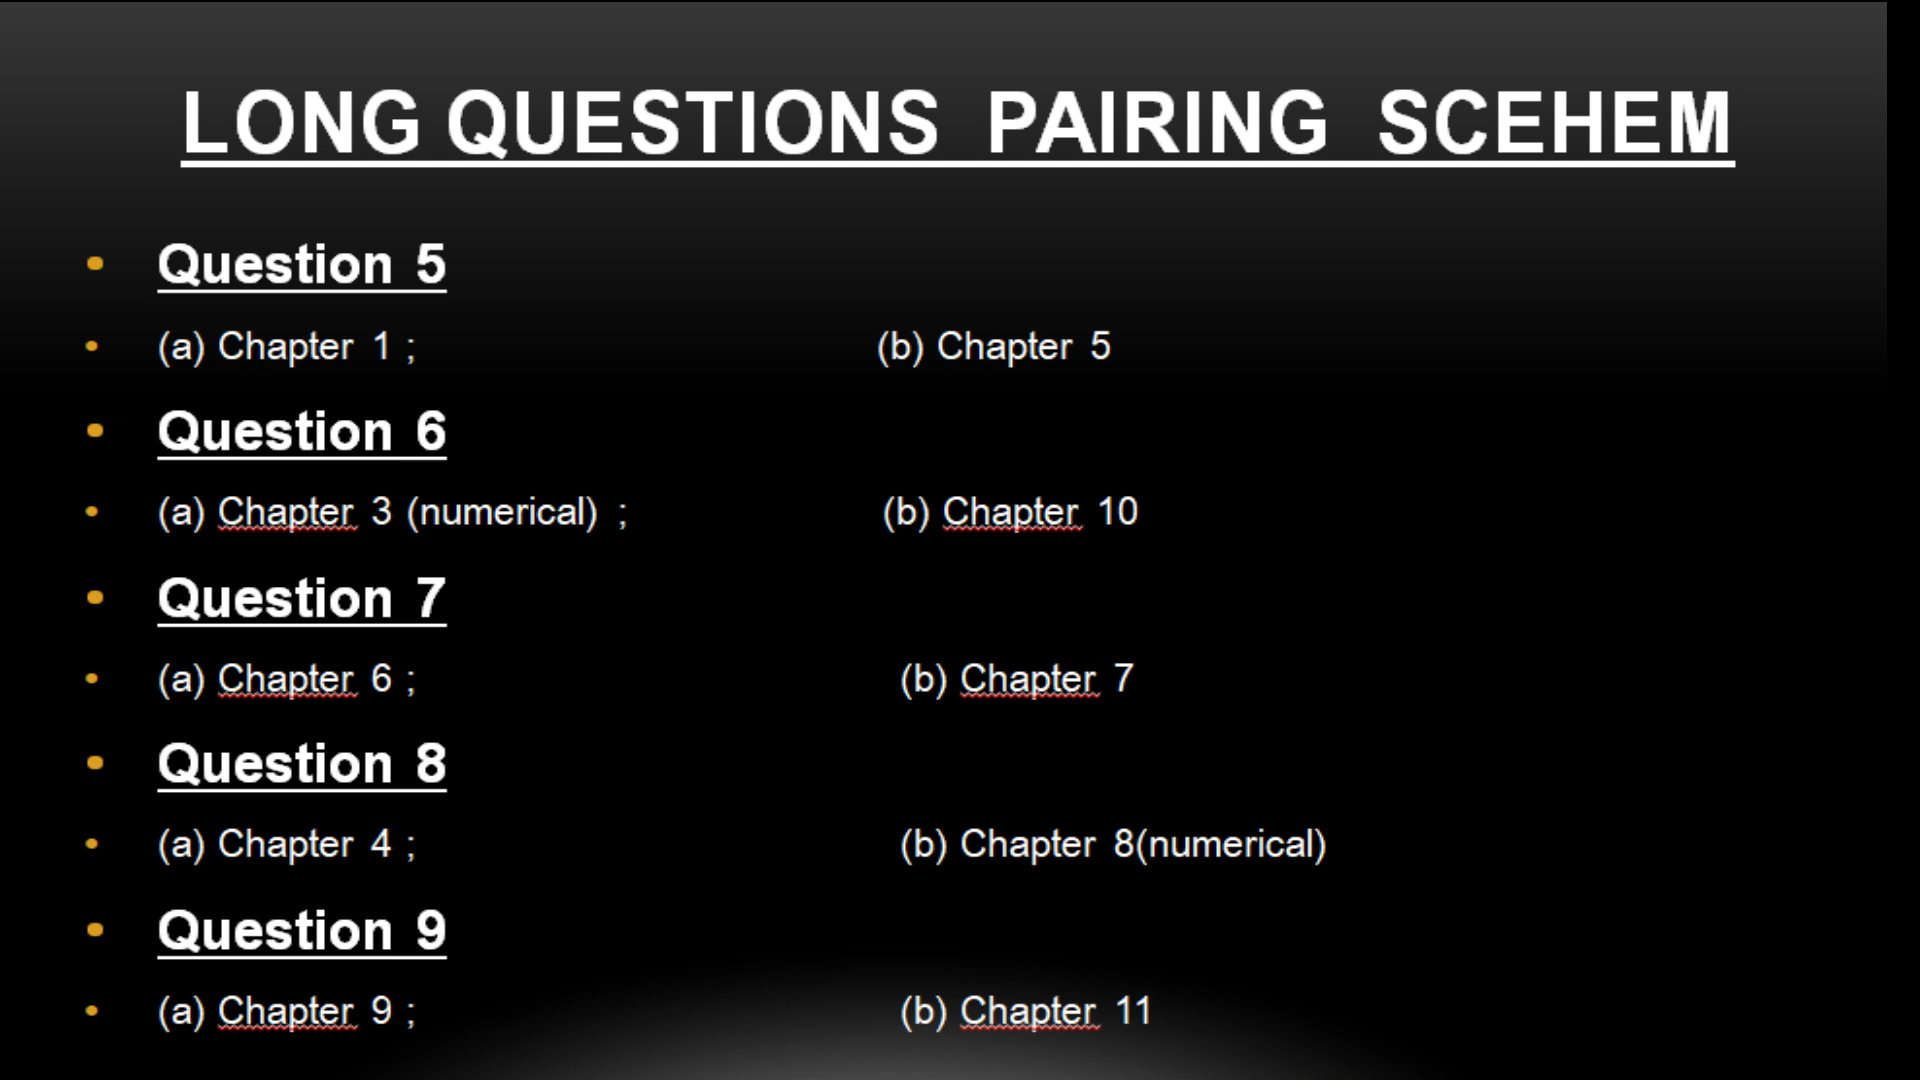 LONG QUESTIONS PAIRING SCEHEM
• Question 5
• (a) Chapter 1 ; (b) Chapter 5
• Question 6
• (a) Chapter 3 (numerical) ; (b) Chapter 10
• Question 7
• (a) Chapter 6 ; (b) Chapter 7
• Question 8
• (a) Chapter 4 ; (b) Chapter 8(numerical)
• Question 9
• (a) Chapter 9 ; (b) Chapter 11